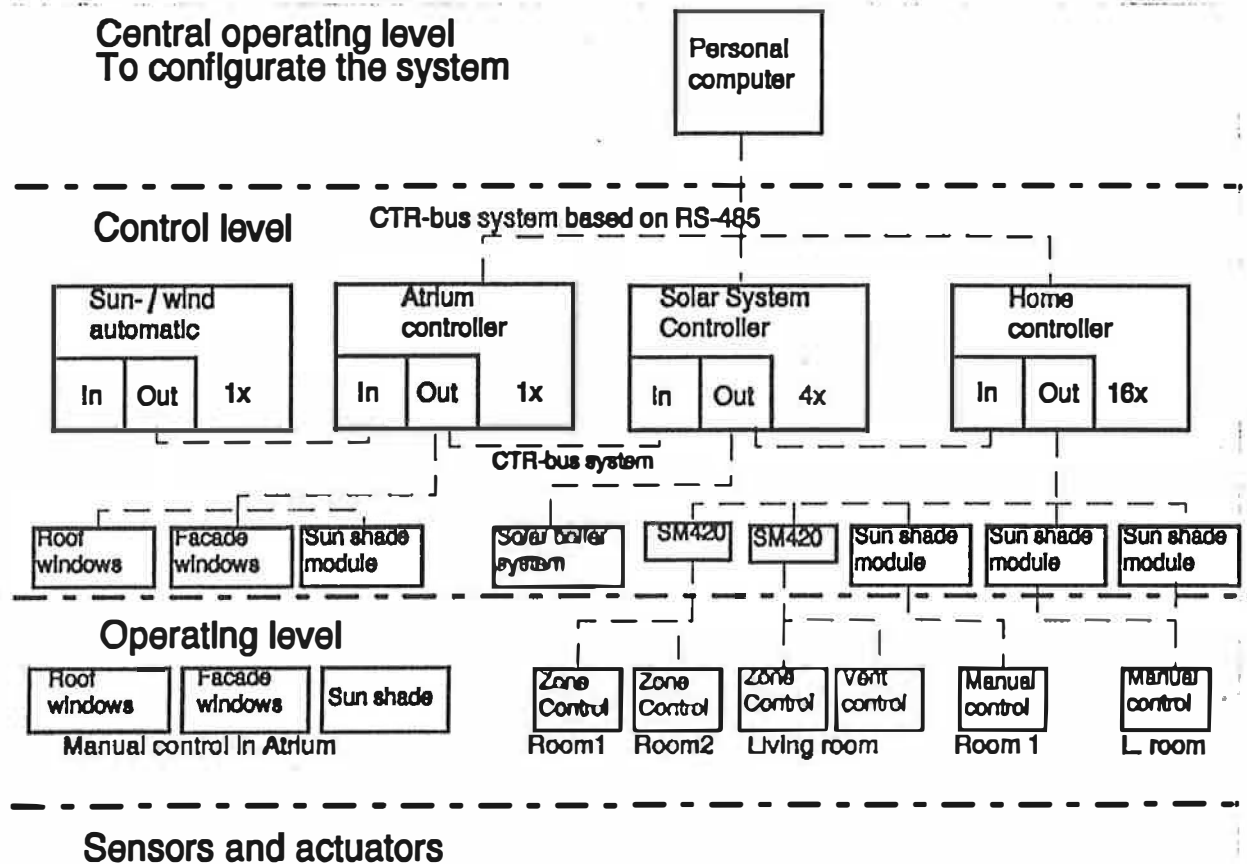 Central operating level
To configurate the system
Personal
computer
Control level
CTR-bus system based on RS-485
Sun- / wind
automatic
In
Out
1x
Atrium
controller
In
Out
1x
Solar System
Controller
In
Out
4x
Home
controller
In
Out
16x
CTR-bus system
Roof
windows
Facade
windows
Sun shade
module
Solar boiler
system
SM420
SM420
Sun shade
module
Sun shade
module
Sun shade
module
Operating level
Roof
windows
Facade
windows
Sun shade
Manual control in Atrium
Zone
Control
Zone
Control
Zone
Control
Vent
control
Manual
control
Manual
control
Room1
Room2
Living room
Room 1
L. room
Sensors and actuators